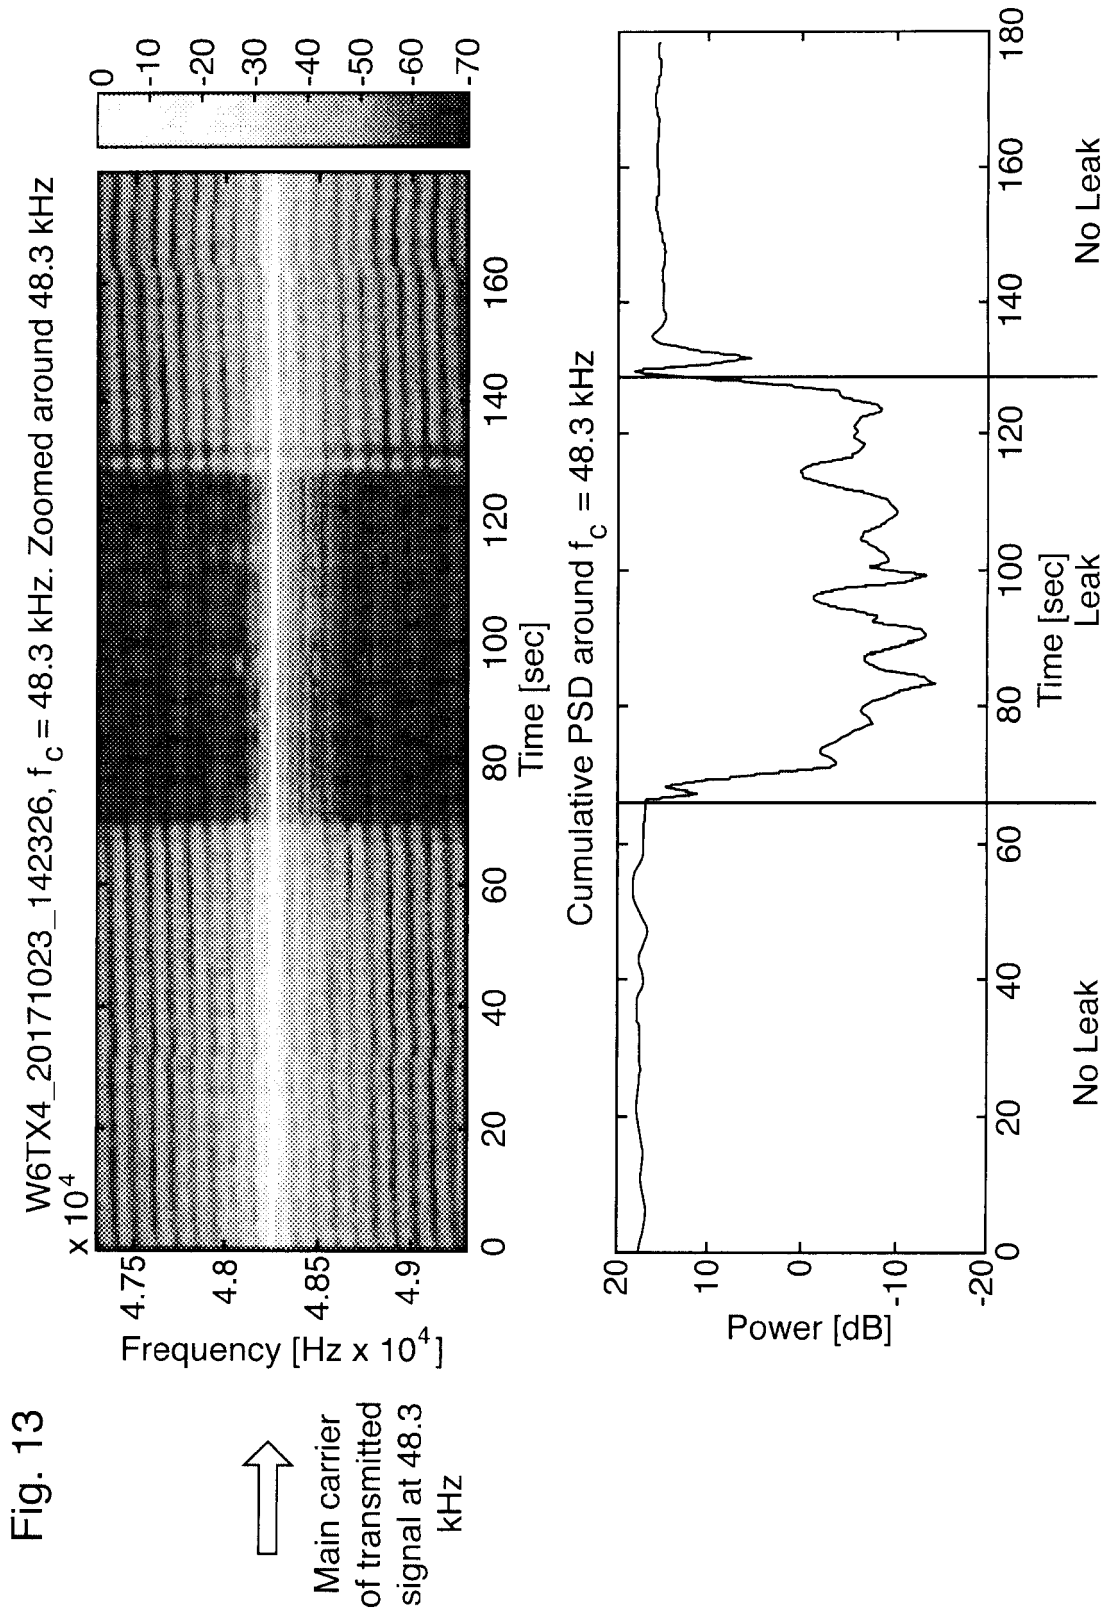 Fig. 13
W6TX4_20171023_142326, fc = 48.3 kHz. Zoomed around 48.3 kHz
x 10^4
4.75
4.8
4.85
4.9
Frequency [Hz x 10^4]
Main carrier
of transmitted
signal at 48.3
kHz
0 20 40 60 80 100 120 140 160
Time [sec]
0
-10
-20
-30
-40
-50
-60
-70
Cumulative PSD around fc = 48.3 kHz
20
10
0
-10
-20
Power [dB]
0 20 40 60 80 100 120 140 160 180
Time [sec]
No Leak Leak No Leak